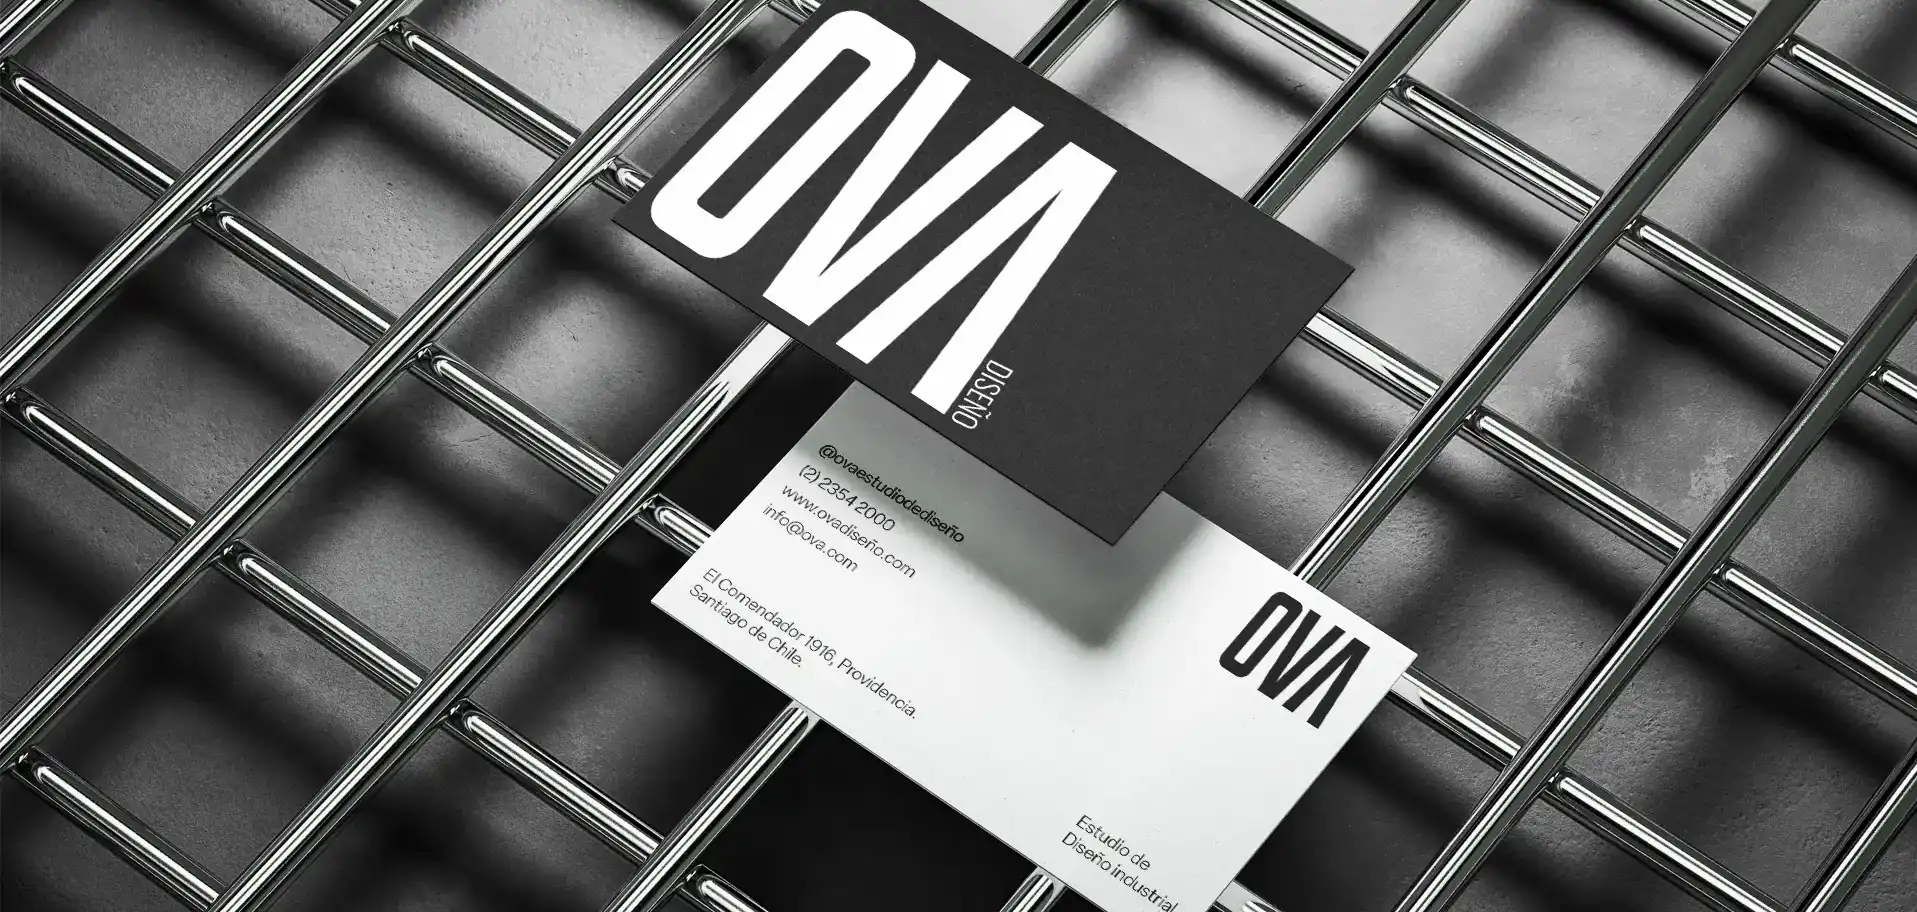 OVA
DISEÑO
@ovaestudiodediseño
(2) 2354 2000
www.ovadiseño.com
info@ova.com
El Comendador 1916, Providencia.
Santiago de Chile.
OVA
Estudio de
Diseño industrial